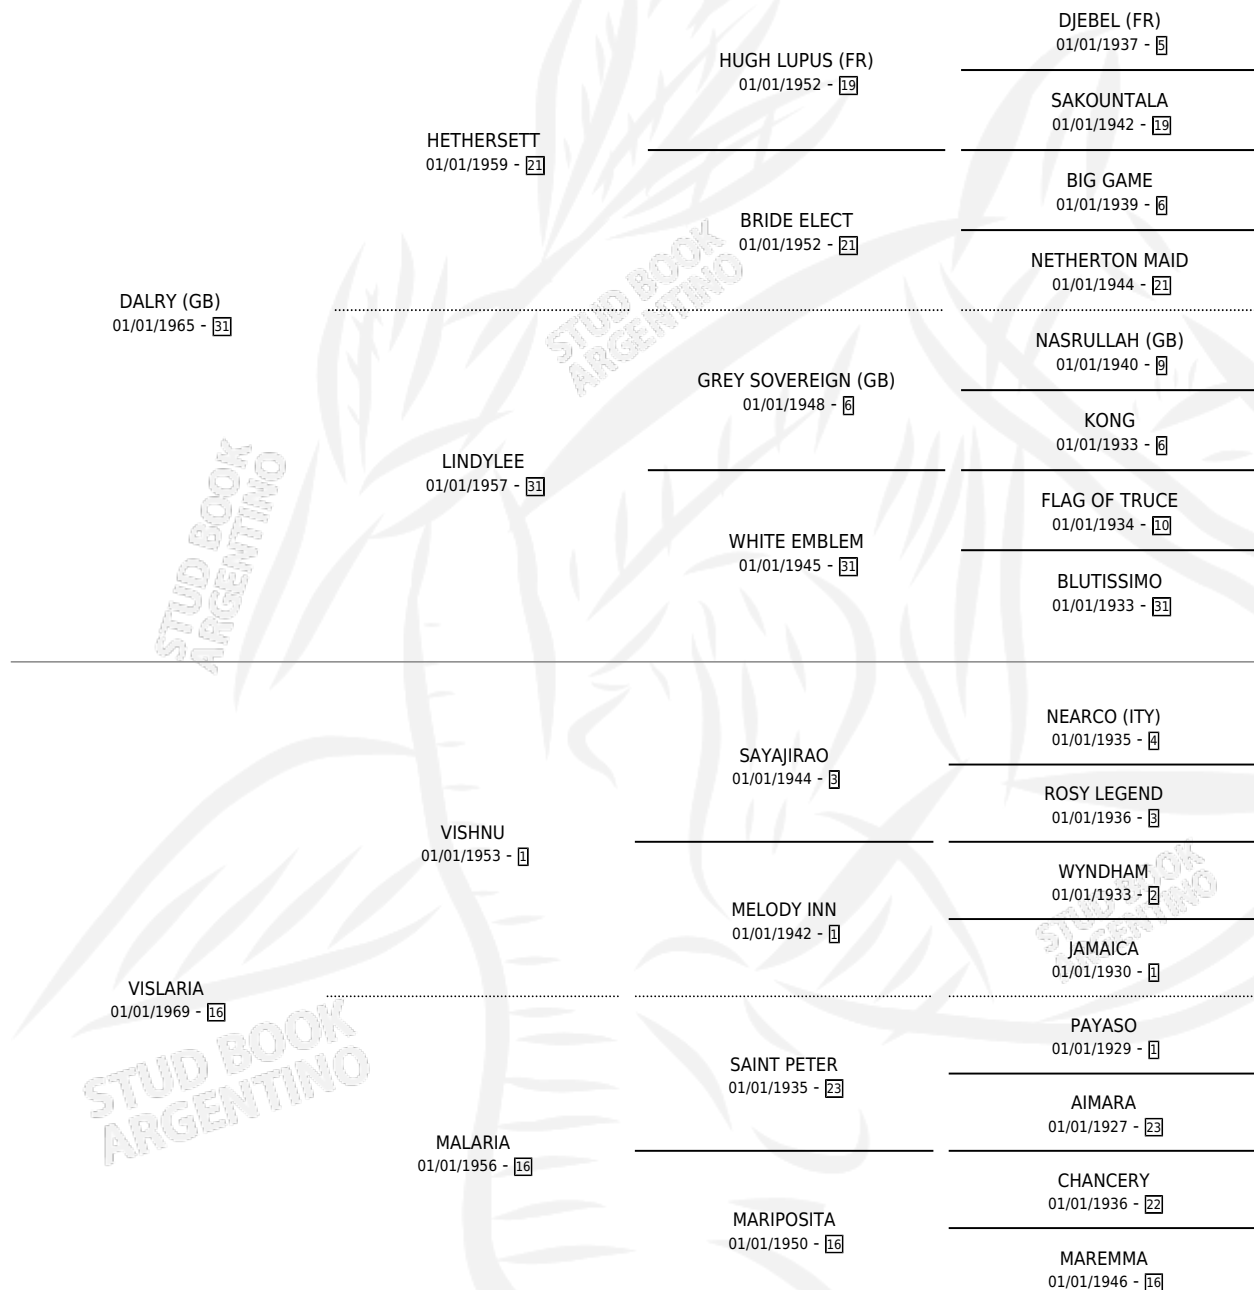 DJEBEL (FR)
01/01/1937 - 5
HUGH LUPUS (FR)
01/01/1952 - 19
SAKOUNTALA
01/01/1942 - 19
HETHERSETT
01/01/1959 - 21
BIG GAME
01/01/1939 - 6
BRIDE ELECT
01/01/1952 - 21
NETHERTON MAID
01/01/1944 - 21
DALRY (GB)
01/01/1965 - 31
STUD BOOK
ARGENTINO
NASRULLAH (GB)
01/01/1940 - 9
GREY SOVEREIGN (GB)
01/01/1948 - 6
KONG
01/01/1933 - 6
LINDYLEE
01/01/1957 - 31
FLAG OF TRUCE
01/01/1934 - 10
WHITE EMBLEM
01/01/1945 - 31
BLUTISSIMO
01/01/1933 - 31
STUD BOOK
ARGENTINO
NEARCO (ITY)
01/01/1935 - 4
SAYAJIRAO
01/01/1944 - 3
ROSY LEGEND
01/01/1936 - 3
VISHNU
01/01/1953 - 1
WYNDHAM
01/01/1933 - 2
MELODY INN
01/01/1942 - 1
STUD BOOK
ARGENTINO
JAMAICA
01/01/1930 - 1
VISLARIA
01/01/1969 - 16
STUD BOOK
ARGENTINO
PAYASO
01/01/1929 - 1
SAINT PETER
01/01/1935 - 23
AIMARA
01/01/1927 - 23
MALARIA
01/01/1956 - 16
CHANCERY
01/01/1936 - 22
MARIPOSITA
01/01/1950 - 16
MAREMMA
01/01/1946 - 16